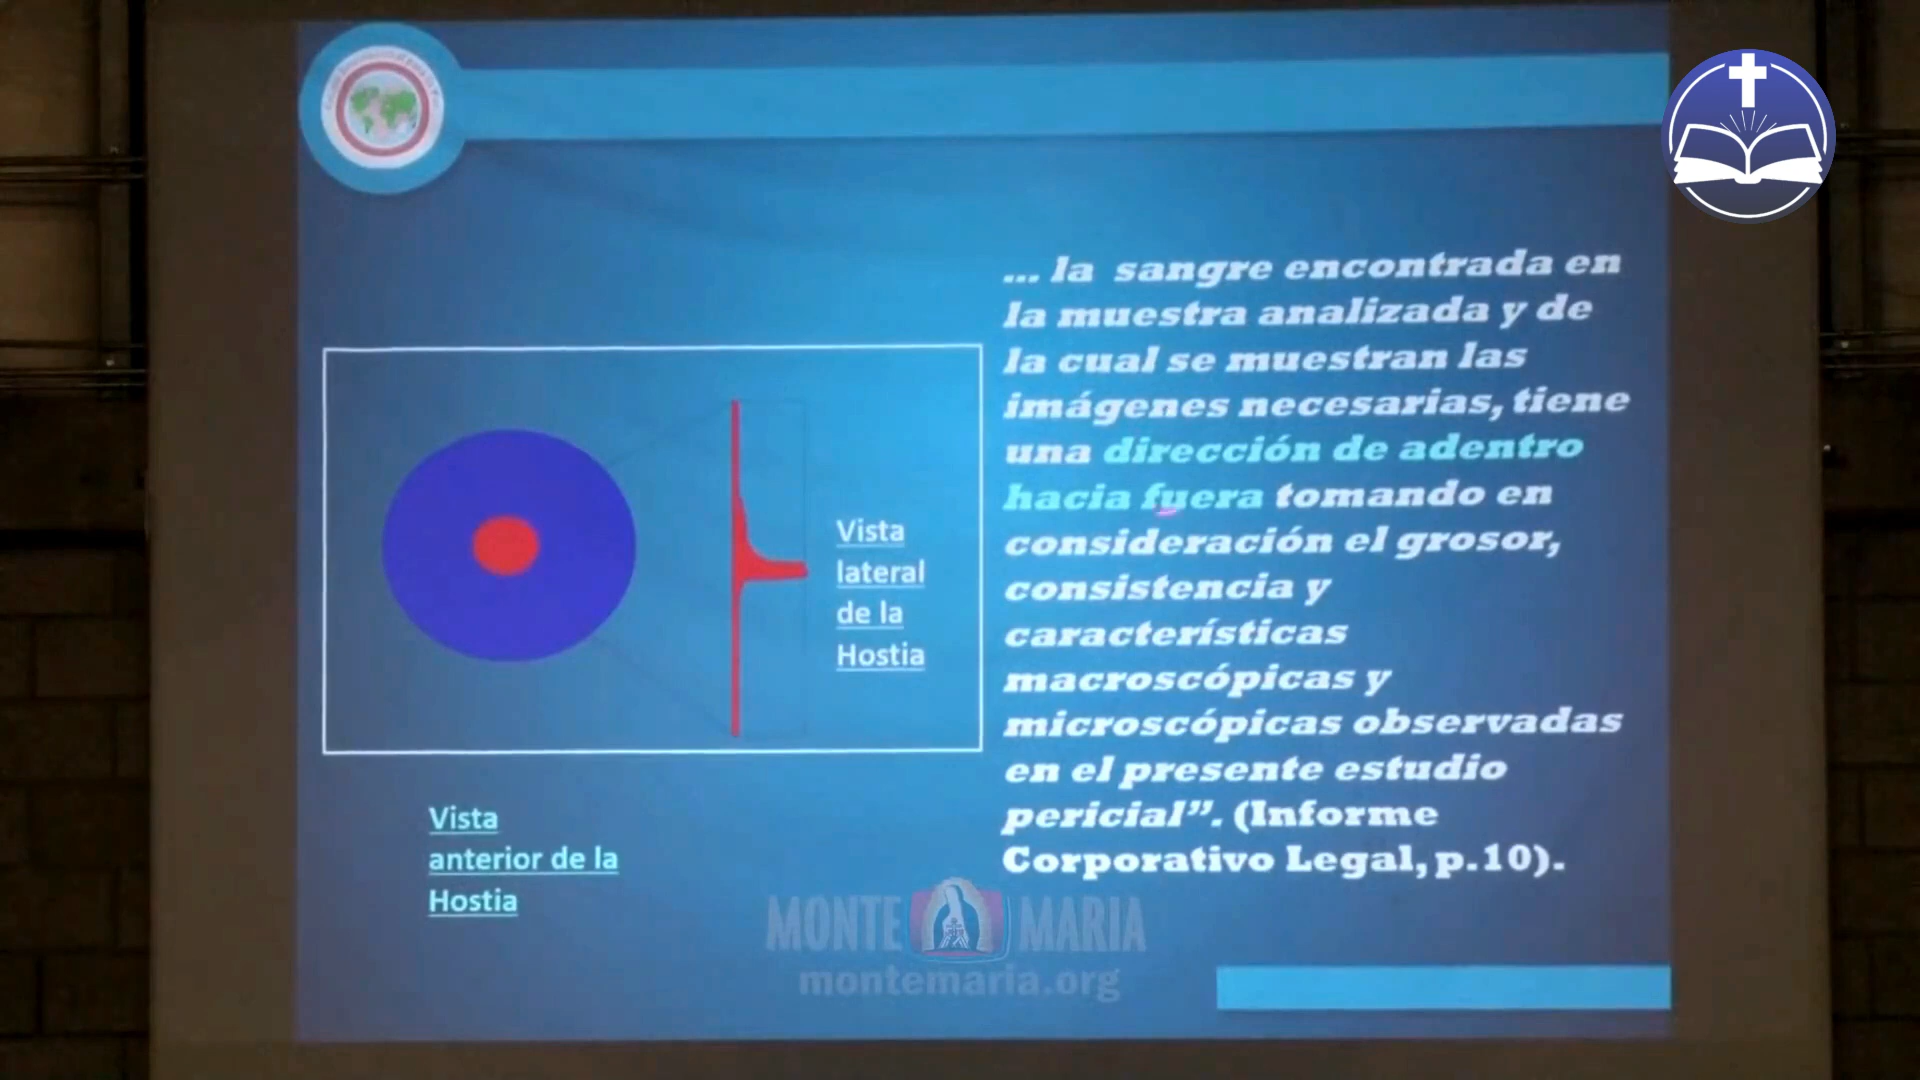 ... la sangre encontrada en
la muestra analizada y de
la cual se muestran las
imágenes necesarias, tiene
una dirección de adentro
hacia fuera tomando en
consideración el grosor,
consistencia y
características
macroscópicas y
microscópicas observadas
en el presente estudio
pericial”. (Informe
Corporativo Legal, p.10).
Vista
lateral
de la
Hostia
Vista
anterior de la
Hostia
MONTE MARIA
montemaria.org